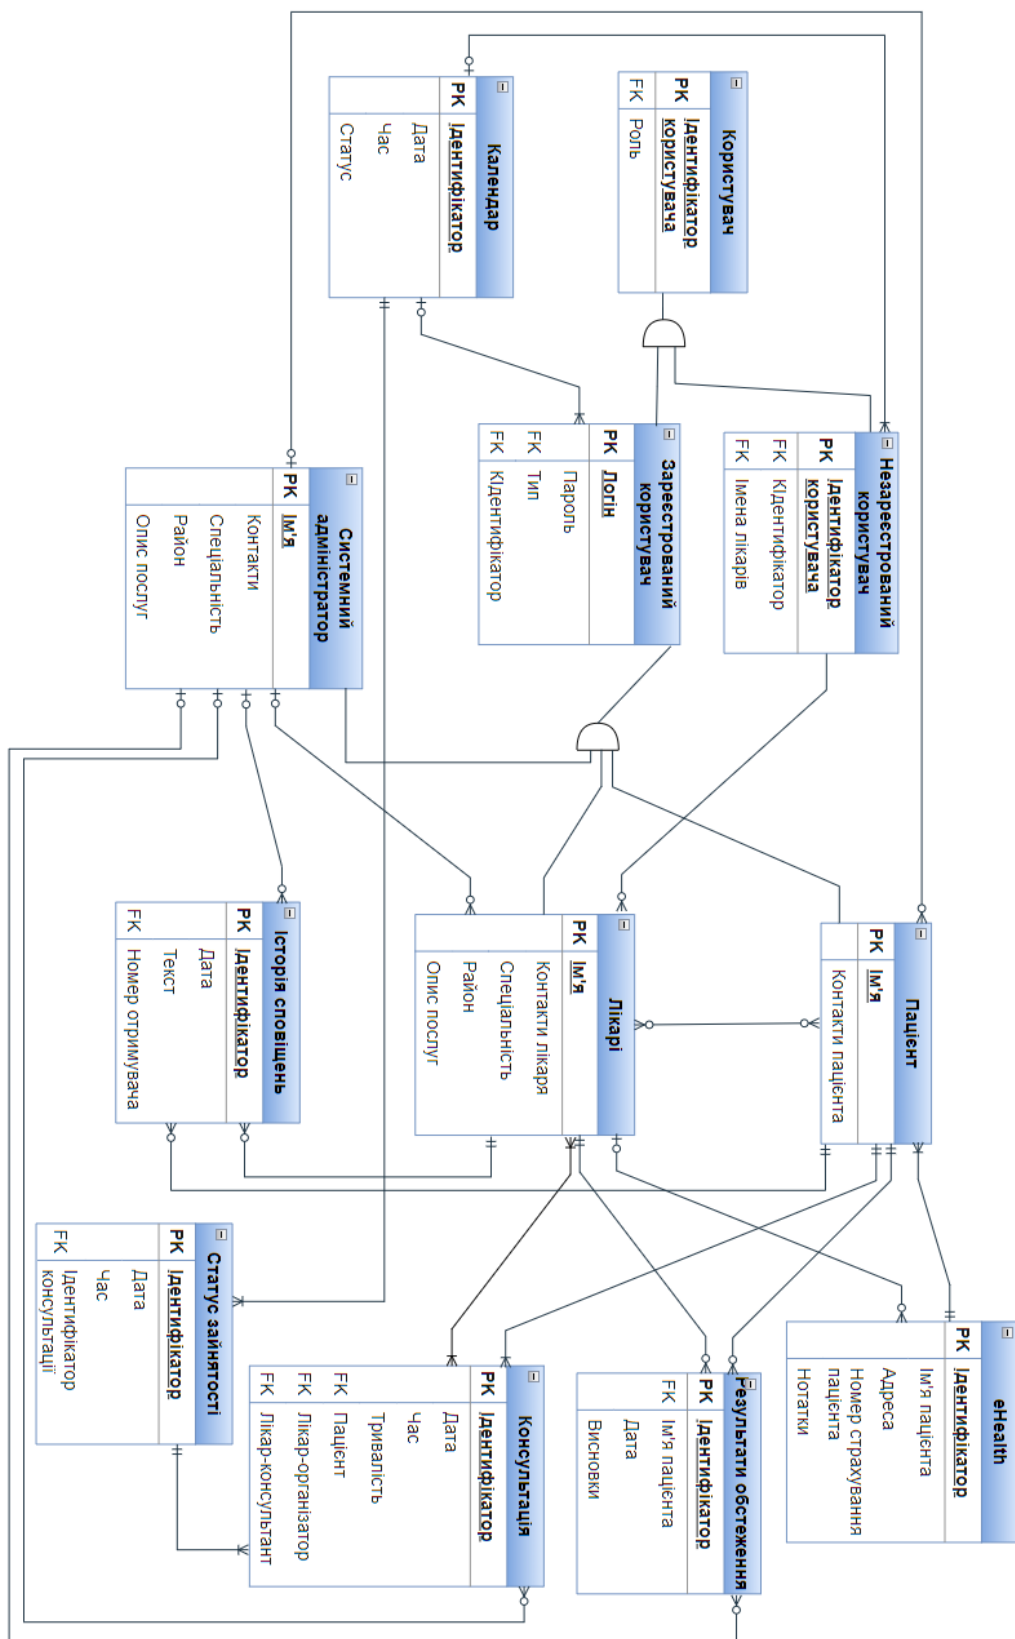 Користувач
PK Ідентифікатор
користувача
FK Роль
Календар
PK Ідентифікатор
Дата
Час
Статус
Незареєстрований
користувач
PK Ідентифікатор
користувача
FK КІдентифікатор
FK Імена лікарів
Зареєстрований
користувач
PK Логін
Пароль
FK Тип
FK КІдентифікатор
Системний
адміністратор
PK Ім'я
Контакти
Спеціальність
Район
Опис послуг
Пацієнт
PK Ім'я
Контакти пацієнта
Лікарі
PK Ім'я
Контакти лікаря
Спеціальність
Район
Опис послуг
Історія сповіщень
PK Ідентифікатор
Дата
Текст
FK Номер отримувача
eHealth
PK Ідентифікатор
Ім'я пацієнта
Адреса
Номер страхування
пацієнта
Нотатки
Результати обстеження
PK Ідентифікатор
FK Ім'я пацієнта
Дата
Висновки
Консультація
PK Ідентифікатор
Дата
Час
Тривалість
FK Пацієнт
FK Лікар-організатор
FK Лікар-консультант
Статус зайнятості
PK Ідентифікатор
Дата
Час
FK Ідентифікатор
консультації